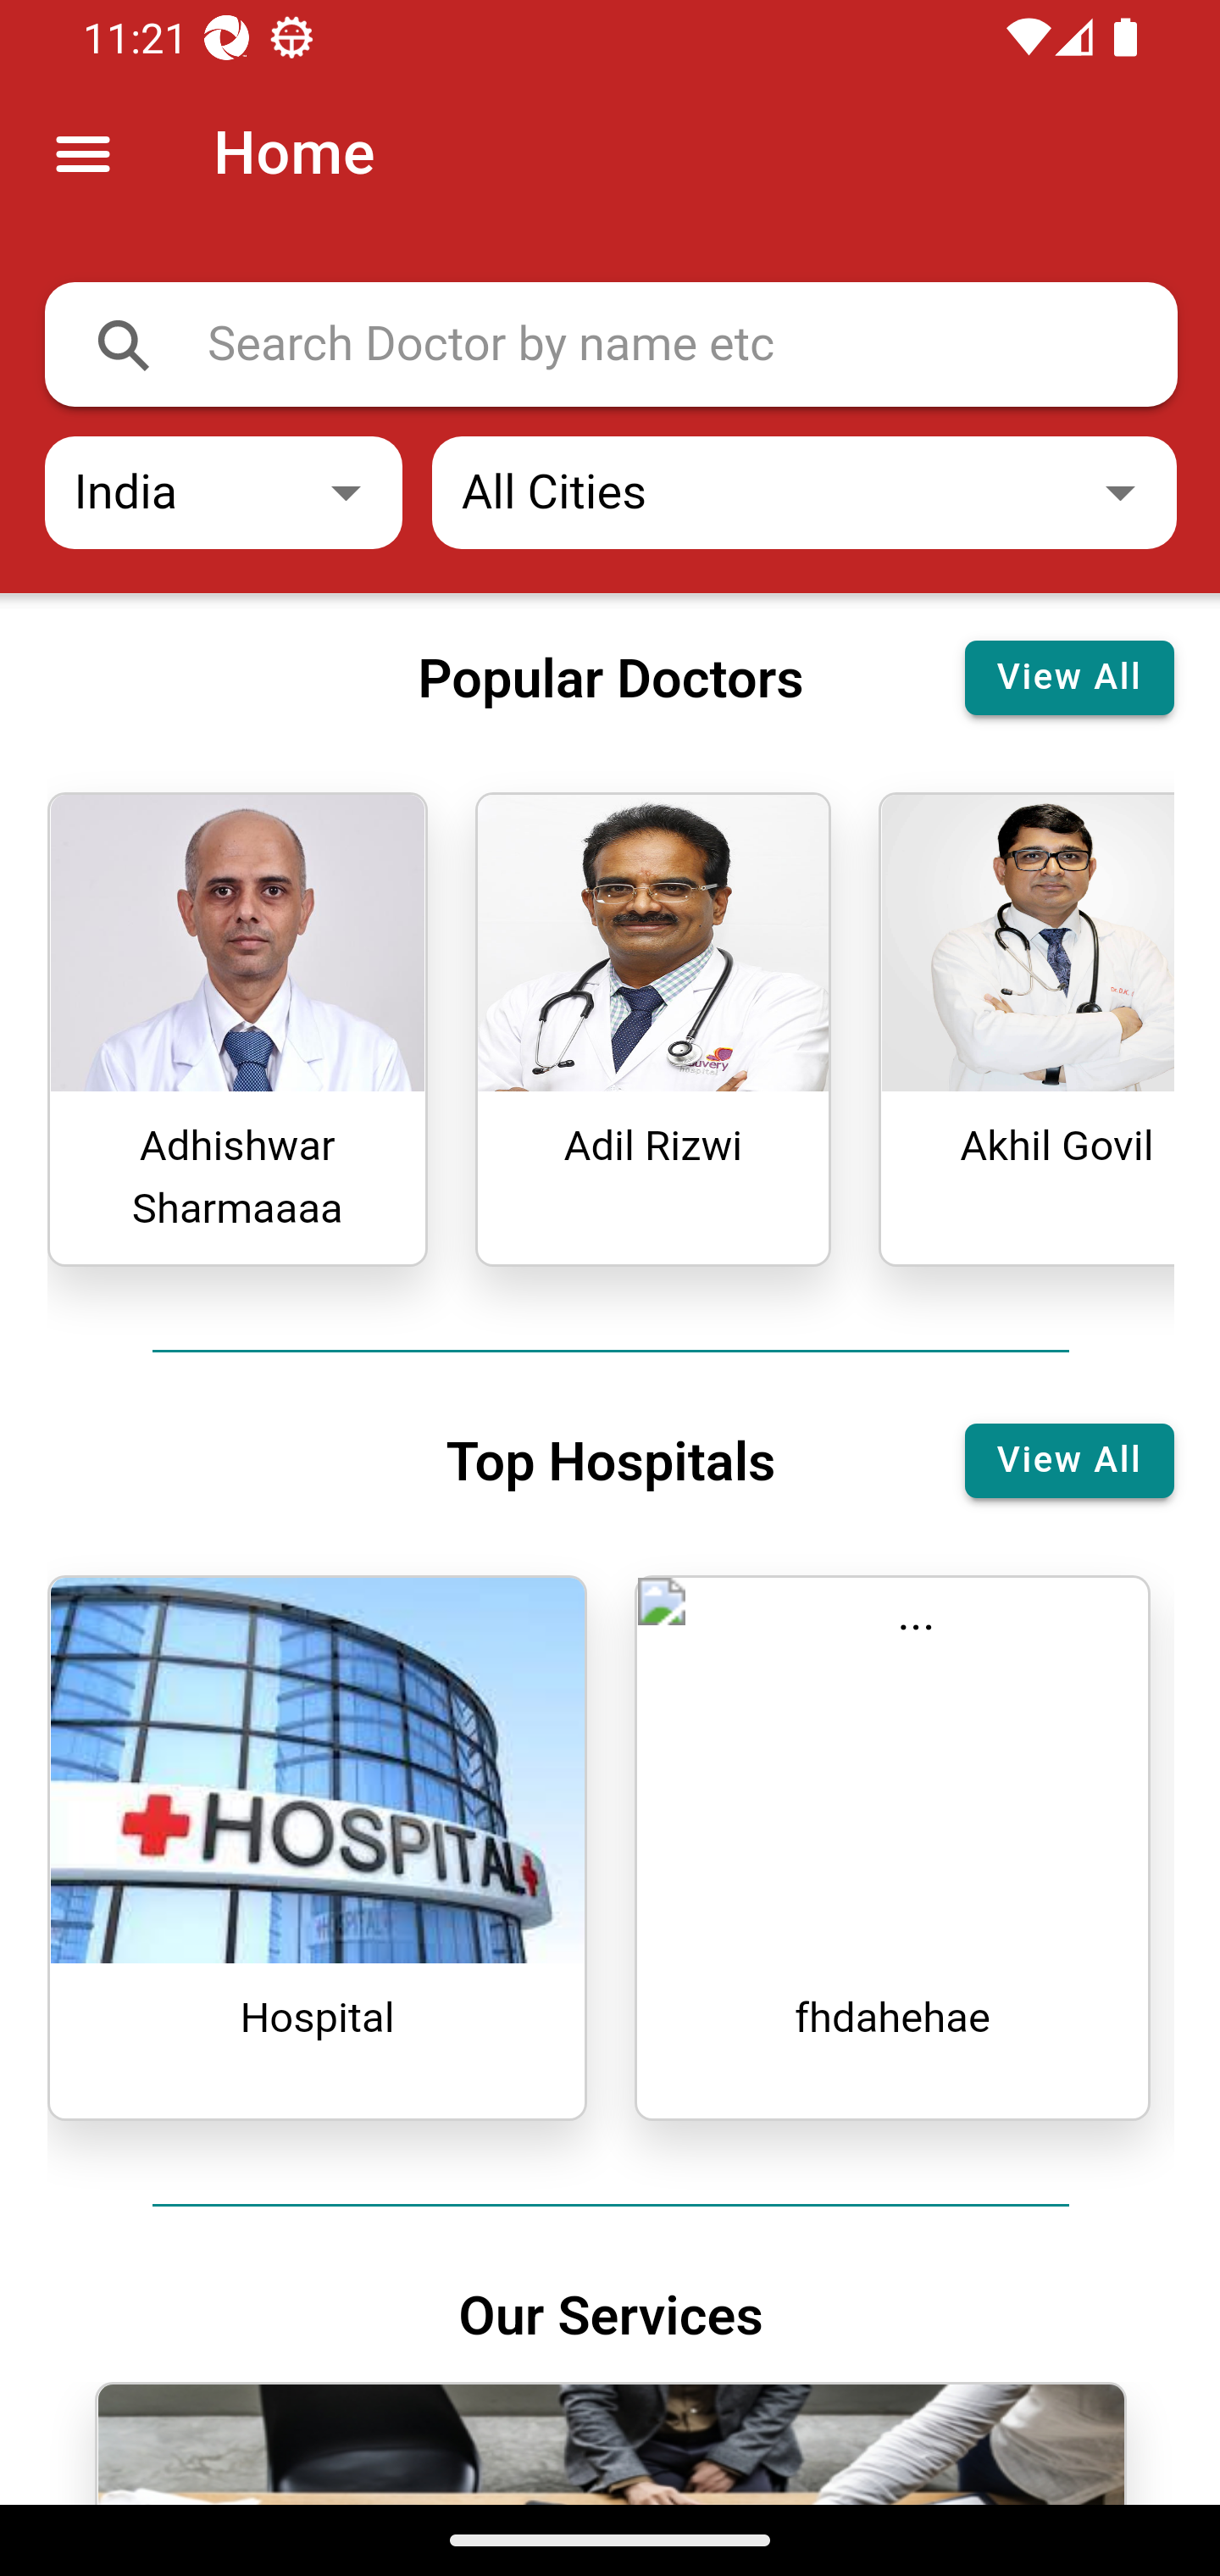 11:21
Home
Search Doctor by name etc
India
All Cities
Popular Doctors
View All
Adhishwar
Sharmaaaa
Adil Rizwi
Akhil Govil
Top Hospitals
View All
HOSPITAL
...
Hospital
fhdahehae
Our Services